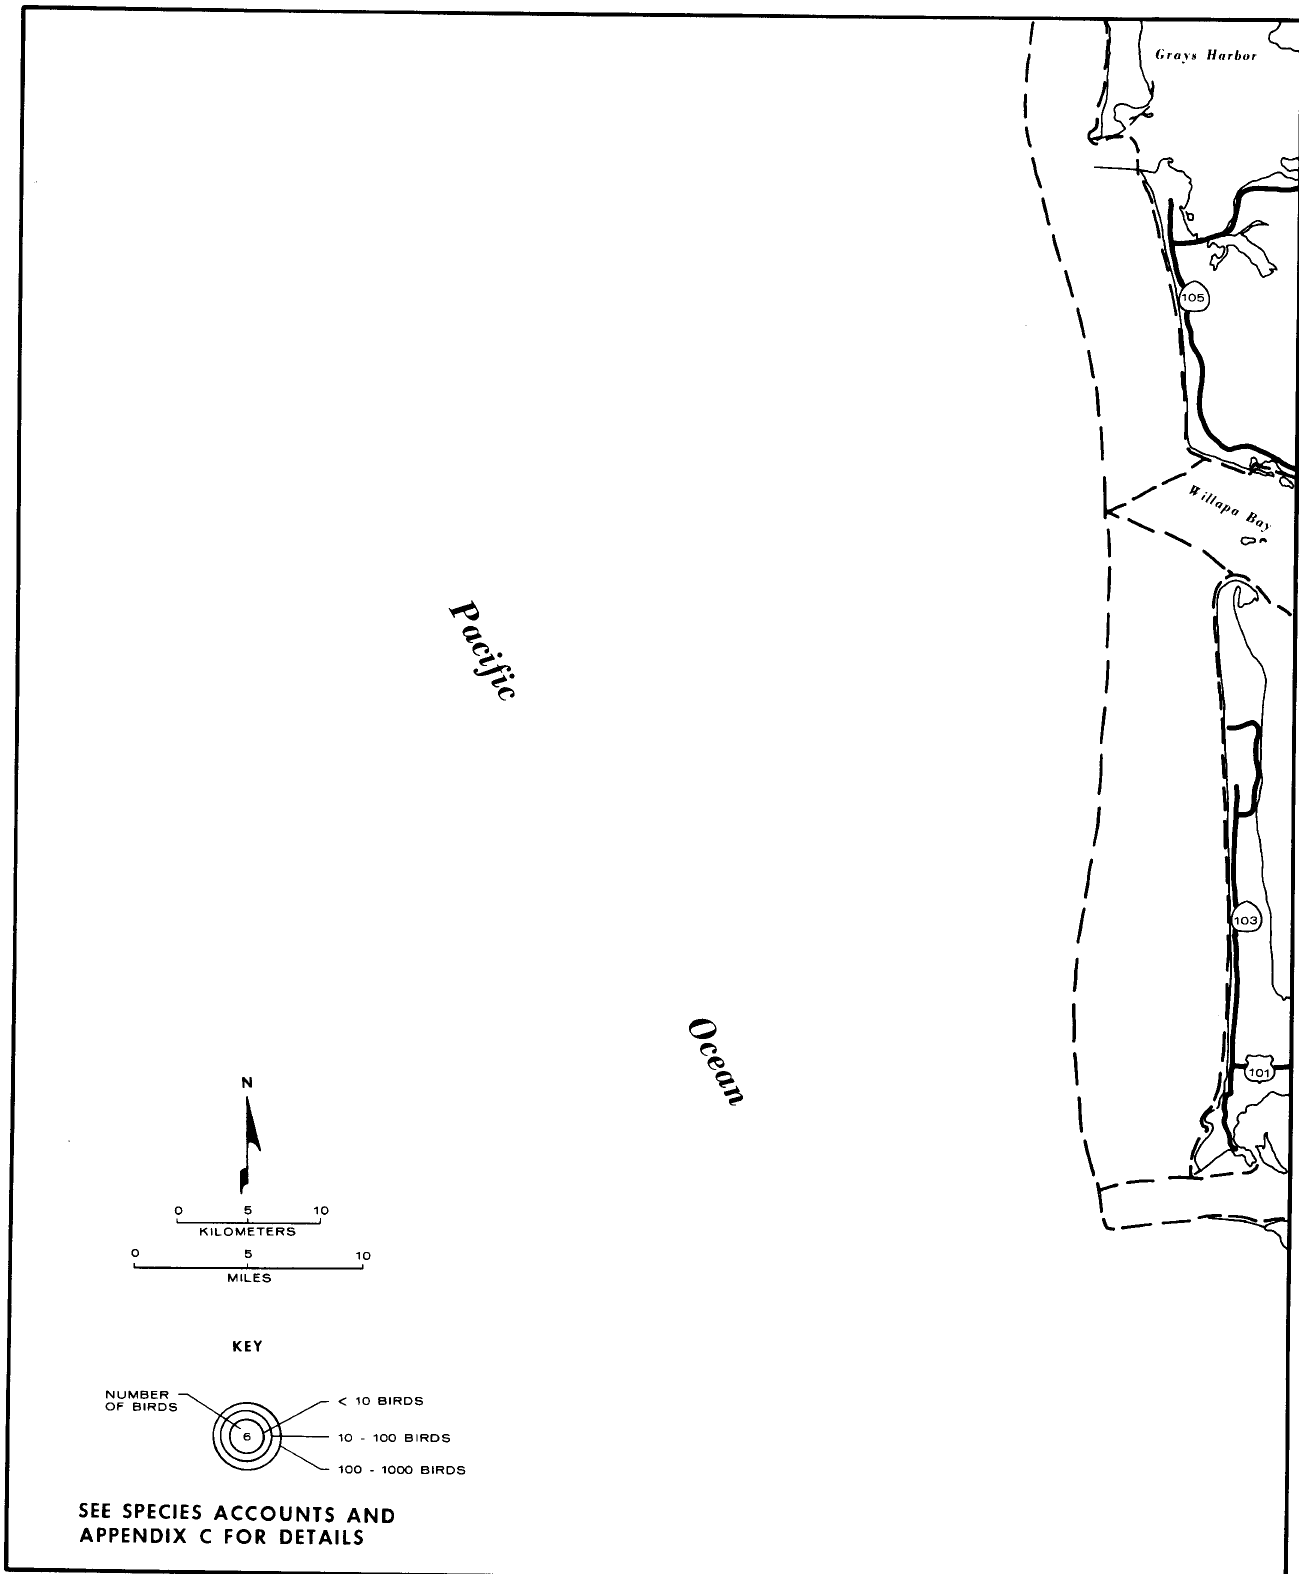 Grays Harbor
105
Willapa Bay
Pacific
103
Ocean
101
N
0 5 10
KILOMETERS
0 5 10
MILES
KEY
NUMBER
OF BIRDS
6
< 10 BIRDS
10 - 100 BIRDS
100 - 1000 BIRDS
SEE SPECIES ACCOUNTS AND
APPENDIX C FOR DETAILS